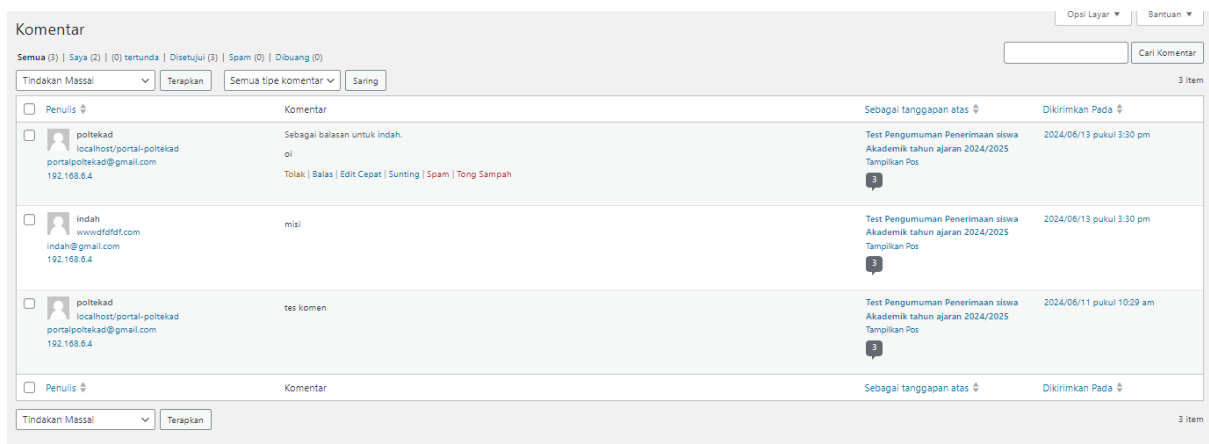 Opsi Layar ▼ Bantuan ▼
Komentar
Semua (3) | Saya (2) | (0) tertunda | Disetujui (3) | Spam (0) | Dibuang (0)
Cari Komentar
Tindakan Massal Terapkan Semua tipe komentar Saring 3 item
Penulis Komentar Sebagai tanggapan atas Dikirimkan Pada
poltekad
localhost/portal-poltekad
portalpoltekad@gmail.com
192.168.6.4
Sebagai balasan untuk indah.
oi
Tolak | Balas | Edit Cepat | Sunting | Spam | Tong Sampah
Test Pengumuman Penerimaan siswa
Akademik tahun ajaran 2024/2025
Tampilkan Pos
3
2024/06/13 pukul 3:30 pm
indah
wwwdfdfdf.com
indah@gmail.com
192.168.6.4
misi
Test Pengumuman Penerimaan siswa
Akademik tahun ajaran 2024/2025
Tampilkan Pos
3
2024/06/13 pukul 3:30 pm
poltekad
localhost/portal-poltekad
portalpoltekad@gmail.com
192.168.6.4
tes komen
Test Pengumuman Penerimaan siswa
Akademik tahun ajaran 2024/2025
Tampilkan Pos
3
2024/06/11 pukul 10:29 am
Penulis Komentar Sebagai tanggapan atas Dikirimkan Pada
Tindakan Massal Terapkan 3 item